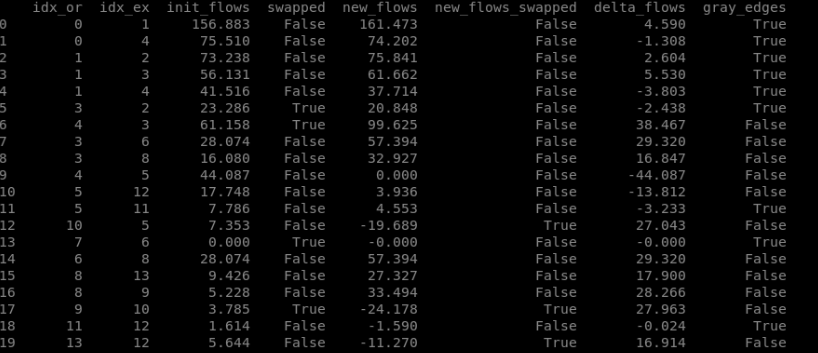 idx_or idx_ex init_flows swapped new_flows new_flows_swapped delta_flows gray_edges
0 0 1 156.883 False 161.473 False 4.590 True
1 0 4 75.510 False 74.202 False -1.308 True
2 1 2 73.238 False 75.841 False 2.604 True
3 1 3 56.131 False 61.662 False 5.530 True
4 1 4 41.516 False 37.714 False -3.803 True
5 3 2 23.286 True 20.848 False -2.438 True
6 4 3 61.158 True 99.625 False 38.467 False
7 3 6 28.074 False 57.394 False 29.320 False
8 3 8 16.080 False 32.927 False 16.847 False
9 4 5 44.087 False 0.000 False -44.087 False
10 5 12 17.748 False 3.936 False -13.812 False
11 5 11 7.786 False 4.553 False -3.233 True
12 10 5 7.353 False -19.689 True 27.043 False
13 7 6 0.000 True -0.000 False -0.000 True
14 6 8 28.074 False 57.394 False 29.320 False
15 8 13 9.426 False 27.327 False 17.900 False
16 8 9 5.228 False 33.494 False 28.266 False
17 9 10 3.785 True -24.178 True 27.963 False
18 11 12 1.614 False -1.590 False -0.024 True
19 13 12 5.644 False -11.270 True 16.914 False